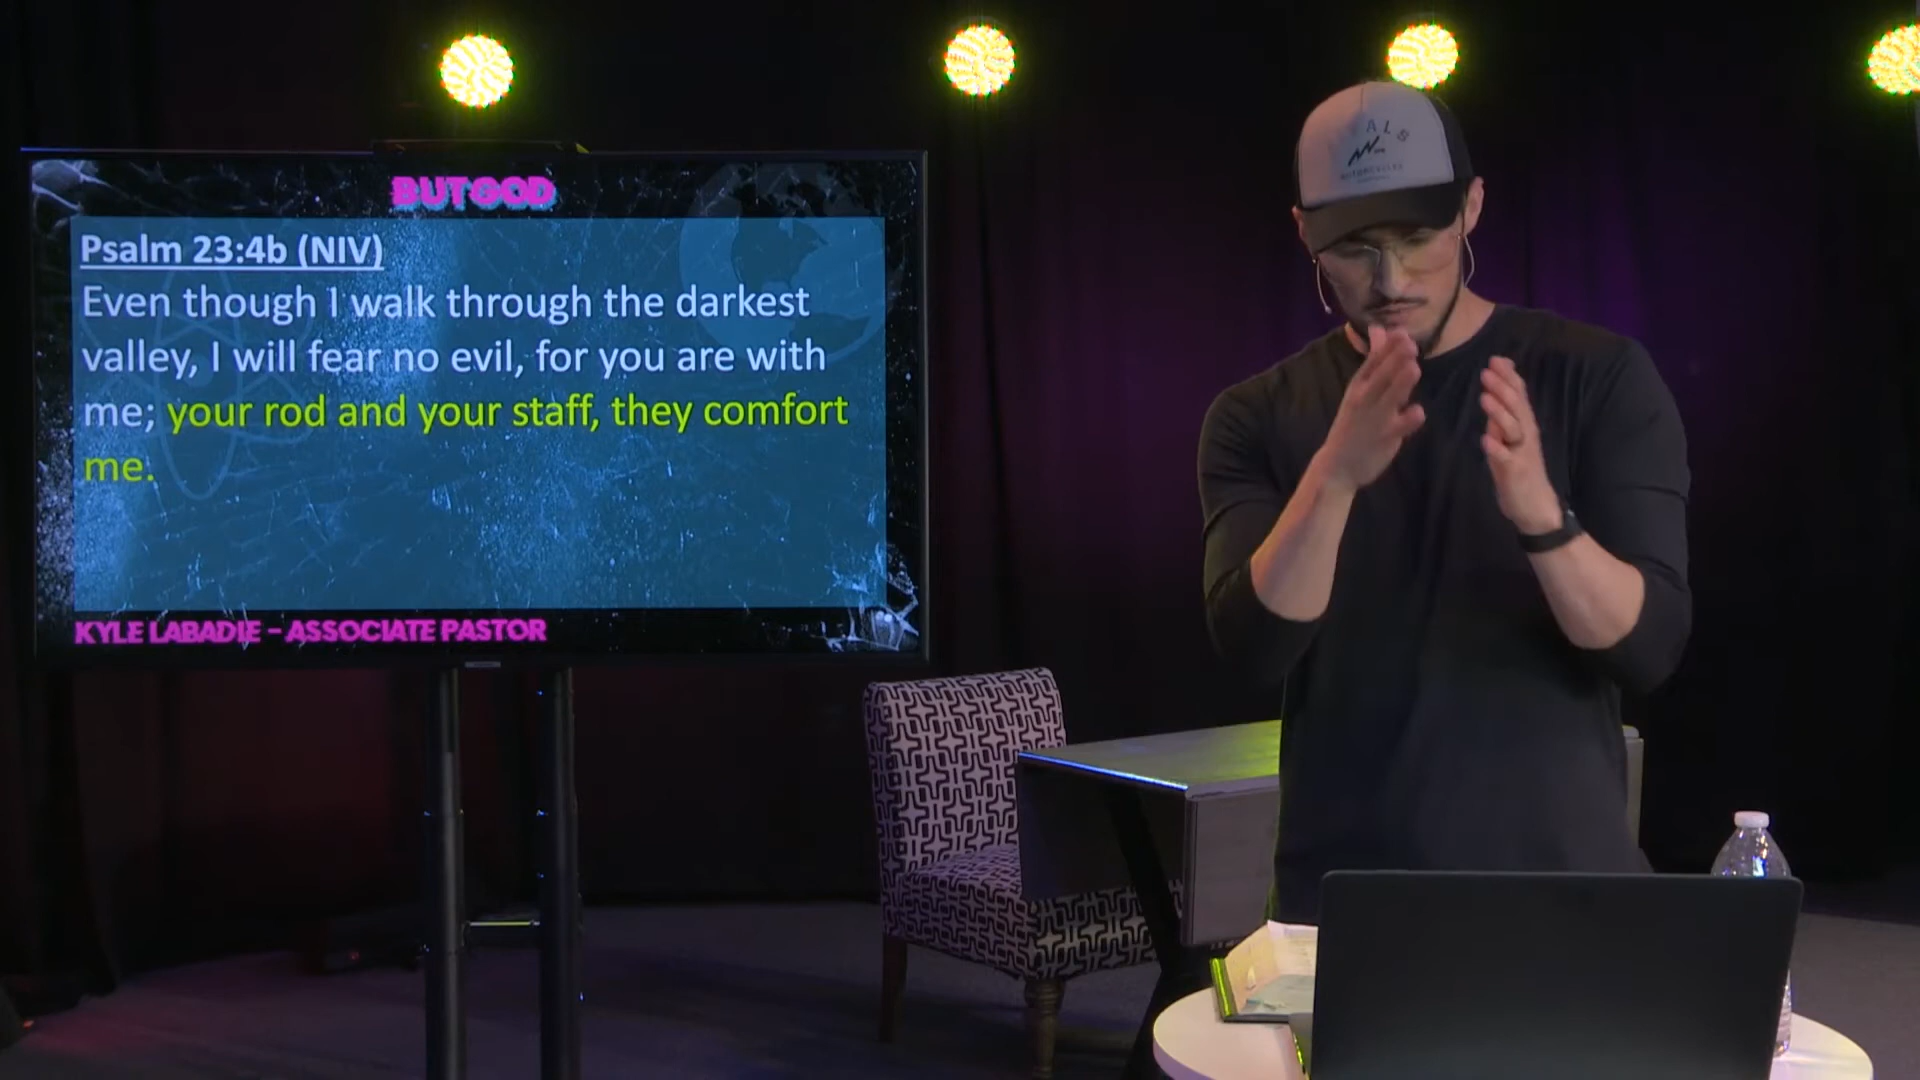 BUT GOD
Psalm 23:4b (NIV)
Even though I walk through the darkest
valley, I will fear no evil, for you are with
me; your rod and your staff, they comfort
me.
KYLE LABADIE - ASSOCIATE PASTOR